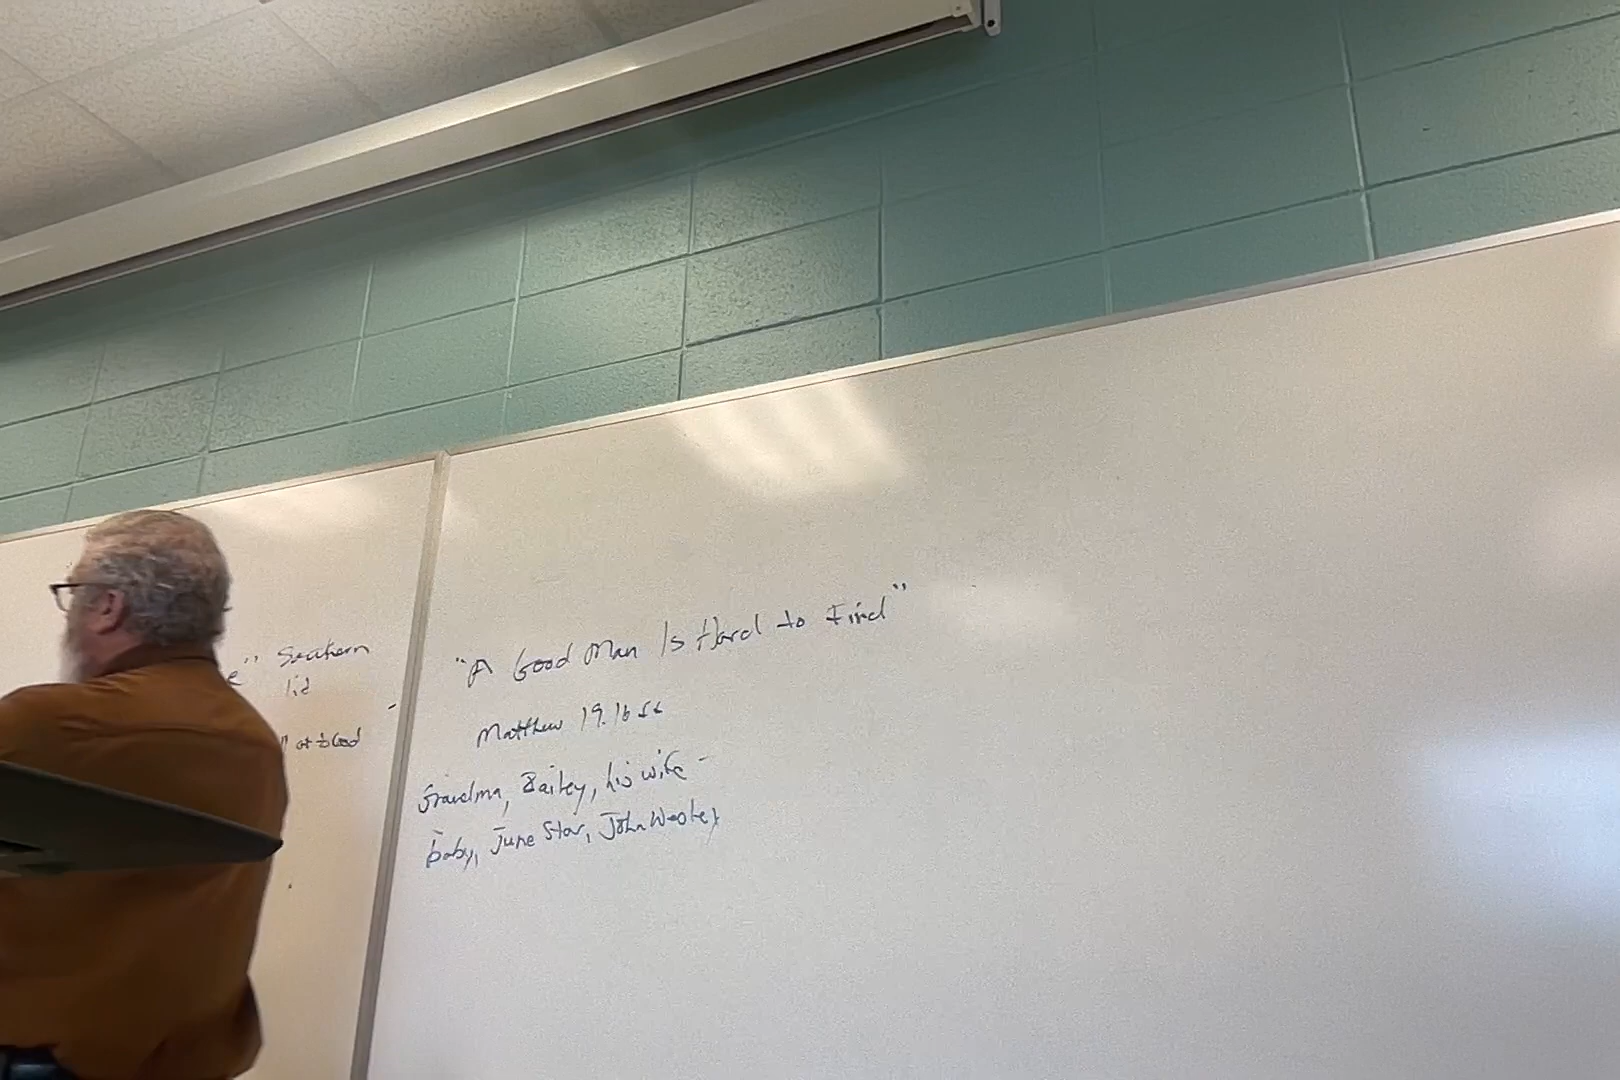 e" Southern
lid
"A Good Man Is Hard to Find"
Matthew 19.16 ff
Grandma, Bailey, his wife -
baby, June Star, John Wesley